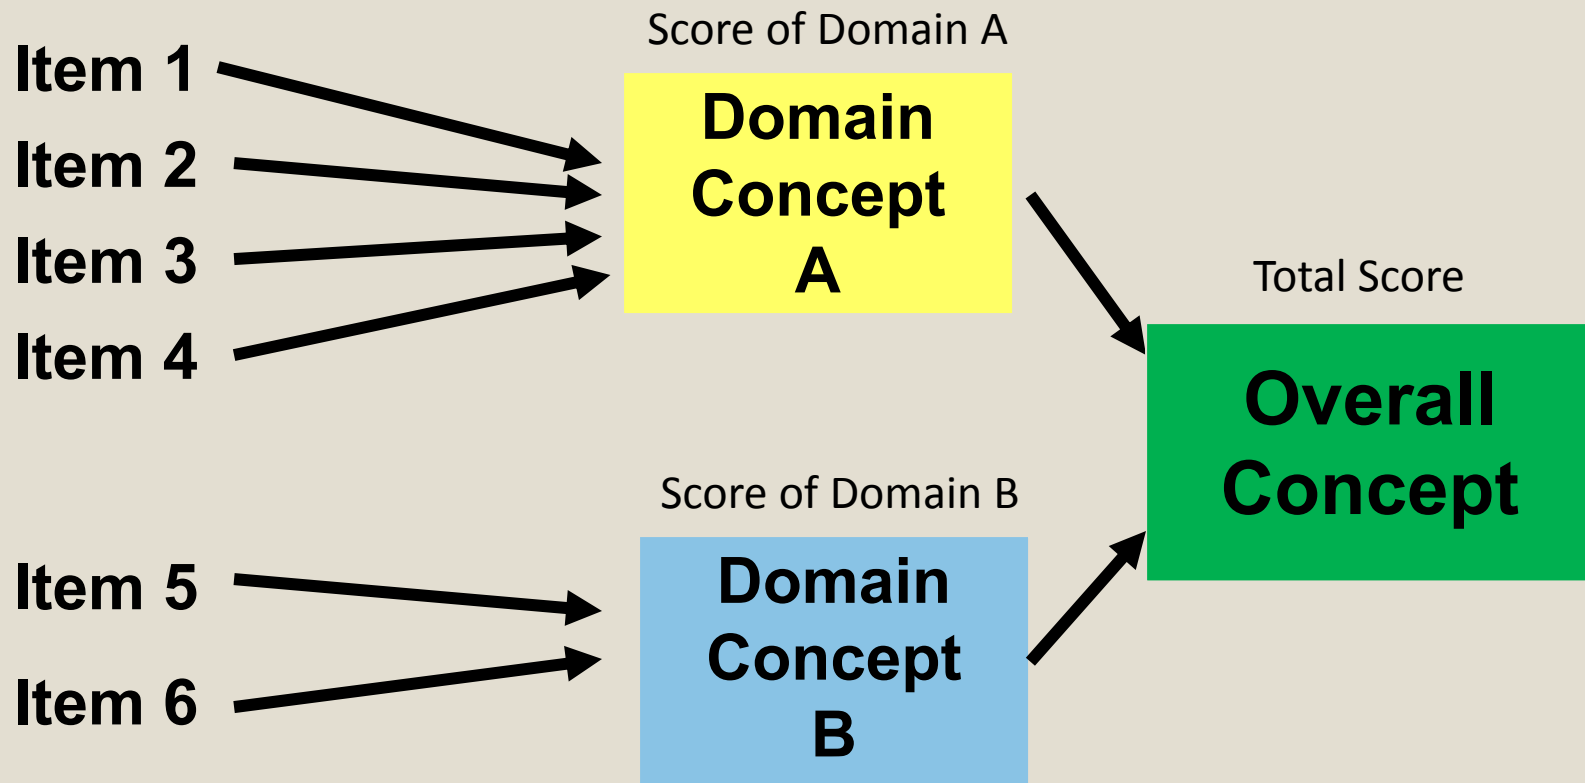 Item 1
Item 2
Item 3
Item 4
Score of Domain A
Domain
Concept
A
Item 5
Item 6
Score of Domain B
Domain
Concept
B
Total Score
Overall
Concept